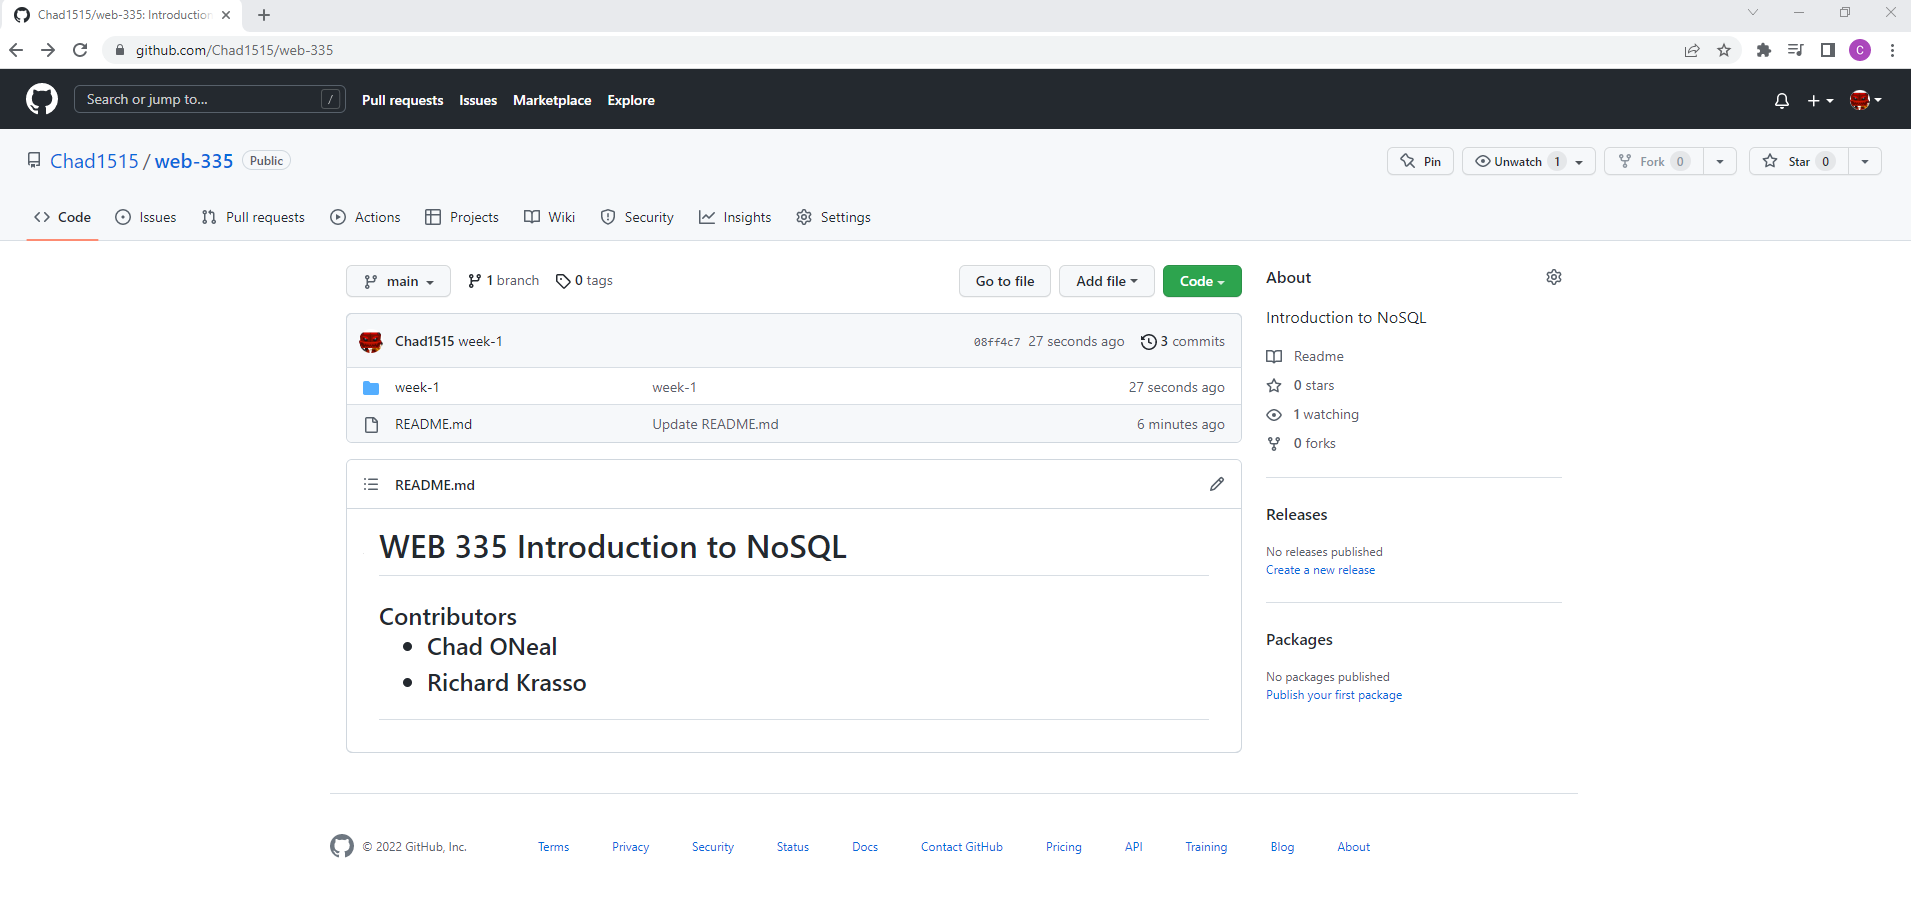 Chad1515/web-335: Introduction
github.com/Chad1515/web-335
C
Search or jump to... /
Pull requests Issues Marketplace Explore
Chad1515 / web-335 Public
Pin Unwatch 1 Fork 0 Star 0
Code Issues Pull requests Actions Projects Wiki Security Insights Settings
main 1 branch 0 tags Go to file Add file Code
Chad1515 week-1 08ff4c7 27 seconds ago 3 commits
week-1 week-1 27 seconds ago
README.md Update README.md 6 minutes ago
README.md
WEB 335 Introduction to NoSQL
Contributors
• Chad ONeal
• Richard Krasso
About
Introduction to NoSQL
Readme
0 stars
1 watching
0 forks
Releases
No releases published
Create a new release
Packages
No packages published
Publish your first package
© 2022 GitHub, Inc. Terms Privacy Security Status Docs Contact GitHub Pricing API Training Blog About